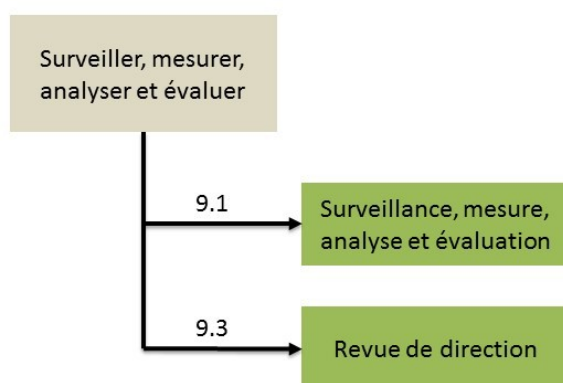 Surveiller, mesurer,
analyser et évaluer
9.1
Surveillance, mesure,
analyse et évaluation
9.3
Revue de direction